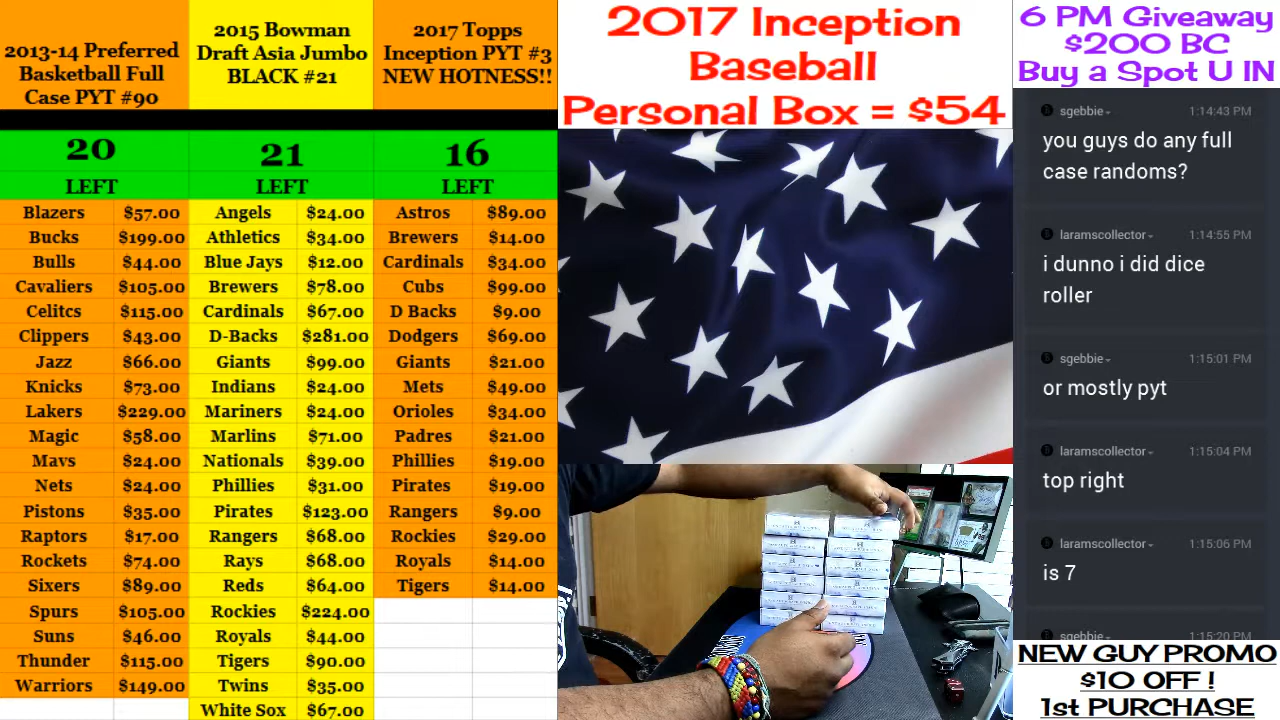 2013-14 Preferred
Basketball Full
Case PYT #90
20
LEFT
Blazers $57.00
Bucks $199.00
Bulls $44.00
Cavaliers $105.00
Celitcs $115.00
Clippers $43.00
Jazz $66.00
Knicks $73.00
Lakers $229.00
Magic $58.00
Mavs $24.00
Nets $24.00
Pistons $35.00
Raptors $17.00
Rockets $74.00
Sixers $89.00
Spurs $105.00
Suns $46.00
Thunder $115.00
Warriors $149.00
2015 Bowman
Draft Asia Jumbo
BLACK #21
21
LEFT
Angels $24.00
Athletics $34.00
Blue Jays $12.00
Brewers $78.00
Cardinals $67.00
D-Backs $281.00
Giants $99.00
Indians $24.00
Mariners $24.00
Marlins $71.00
Nationals $39.00
Phillies $31.00
Pirates $123.00
Rangers $68.00
Rays $68.00
Reds $64.00
Rockies $224.00
Royals $44.00
Tigers $90.00
Twins $35.00
White Sox $67.00
2017 Topps
Inception PYT #3
NEW HOTNESS!!
16
LEFT
Astros $89.00
Brewers $14.00
Cardinals $34.00
Cubs $99.00
D Backs $9.00
Dodgers $69.00
Giants $21.00
Mets $49.00
Orioles $34.00
Padres $21.00
Phillies $19.00
Pirates $19.00
Rangers $9.00
Rockies $29.00
Royals $14.00
Tigers $14.00
2017 Inception
Baseball
Personal Box = $54
6 PM Giveaway
$200 BC
Buy a Spot U IN
sgebbie 1:14:43 PM
you guys do any full
case randoms?
laramscollector 1:14:55 PM
i dunno i did dice
roller
sgebbie 1:15:01 PM
or mostly pyt
laramscollector 1:15:04 PM
top right
laramscollector 1:15:06 PM
is 7
sgebbie 1:15:20 PM
NEW GUY PROMO
$10 OFF !
1st PURCHASE